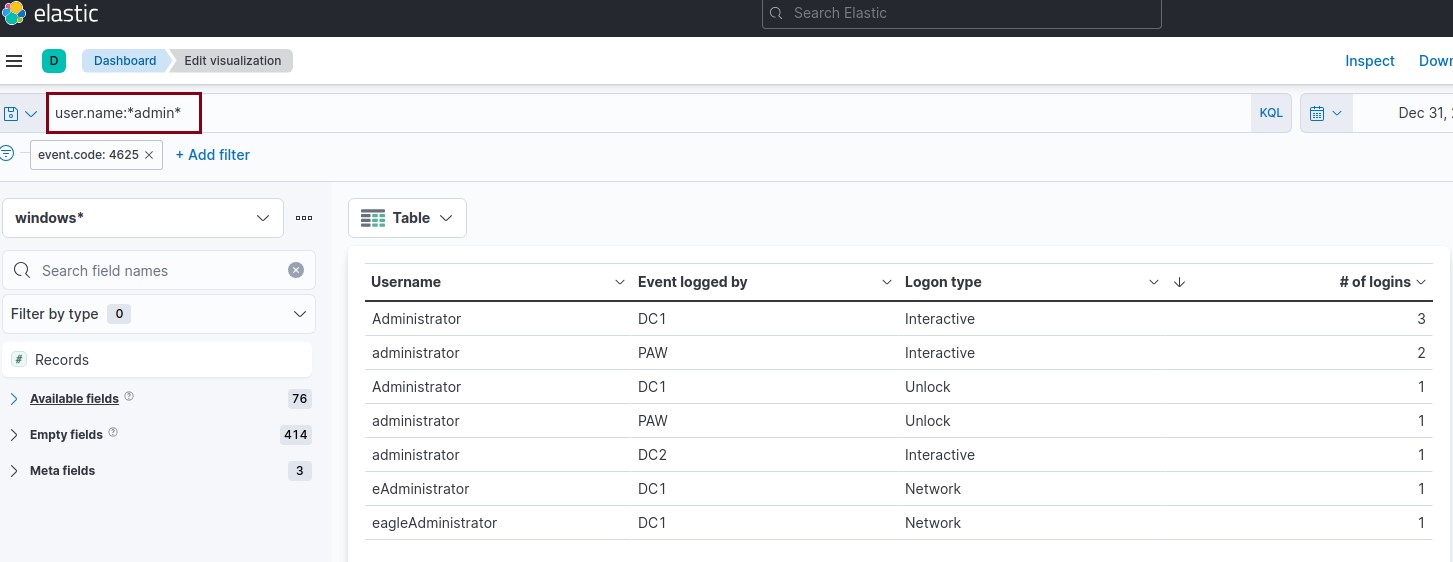 elastic
Search Elastic
D Dashboard Edit visualization Inspect
user.name:*admin* KQL Dec 31,
event.code: 4625 × + Add filter
windows* Table
Search field names
Filter by type 0
# Records
Available fields 76
Empty fields 414
Meta fields 3
Username Event logged by Logon type ↓ # of logins
Administrator DC1 Interactive 3
administrator PAW Interactive 2
Administrator DC1 Unlock 1
administrator PAW Unlock 1
administrator DC2 Interactive 1
eAdministrator DC1 Network 1
eagleAdministrator DC1 Network 1